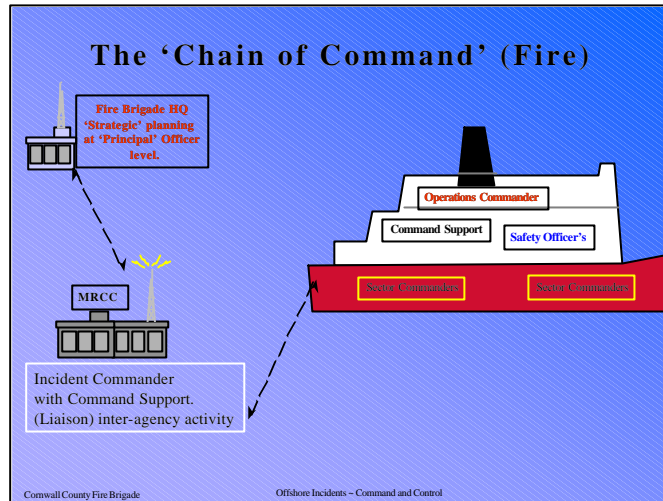 The ‘Chain of Command’ (Fire)
Fire Brigade HQ
‘Strategic’ planning
at ‘Principal’ Officer
level.
Operations Commander
Command Support
Safety Officer's
Sector Commanders
Sector Commanders
MRCC
Incident Commander
with Command Support.
(Liaison) inter-agency activity
Cornwall County Fire Brigade
Offshore Incidents – Command and Control